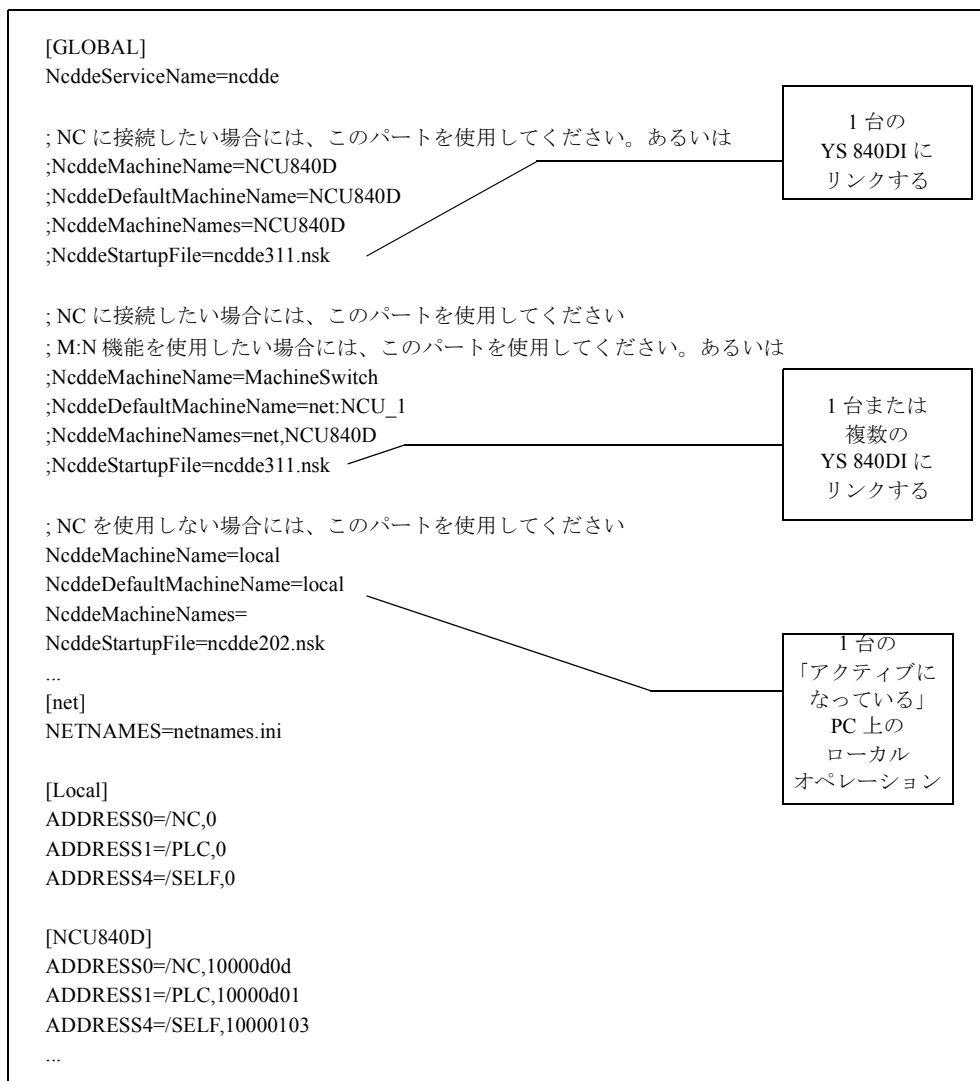 [GLOBAL]
NcddeServiceName=ncdde
; NC に接続したい場合には、このパートを使用してください。あるいは
;NcddeMachineName=NCU840D
;NcddeDefaultMachineName=NCU840D
;NcddeMachineNames=NCU840D
;NcddeStartupFile=ncdde311.nsk
1 台の
YS 840DI に
リンクする
; NC に接続したい場合には、このパートを使用してください
; M:N 機能を使用したい場合には、このパートを使用してください。あるいは
;NcddeMachineName=MachineSwitch
;NcddeDefaultMachineName=net:NCU_1
;NcddeMachineNames=net,NCU840D
;NcddeStartupFile=ncdde311.nsk
1 台または
複数の
YS 840DI に
リンクする
; NC を使用しない場合には、このパートを使用してください
NcddeMachineName=local
NcddeDefaultMachineName=local
NcddeMachineNames=
NcddeStartupFile=ncdde202.nsk
...
1 台の
「アクティブに
なっている」
PC 上の
ローカル
オペレーション
[net]
NETNAMES=netnames.ini
[Local]
ADDRESS0=/NC,0
ADDRESS1=/PLC,0
ADDRESS4=/SELF,0
[NCU840D]
ADDRESS0=/NC,10000d0d
ADDRESS1=/PLC,10000d01
ADDRESS4=/SELF,10000103
...